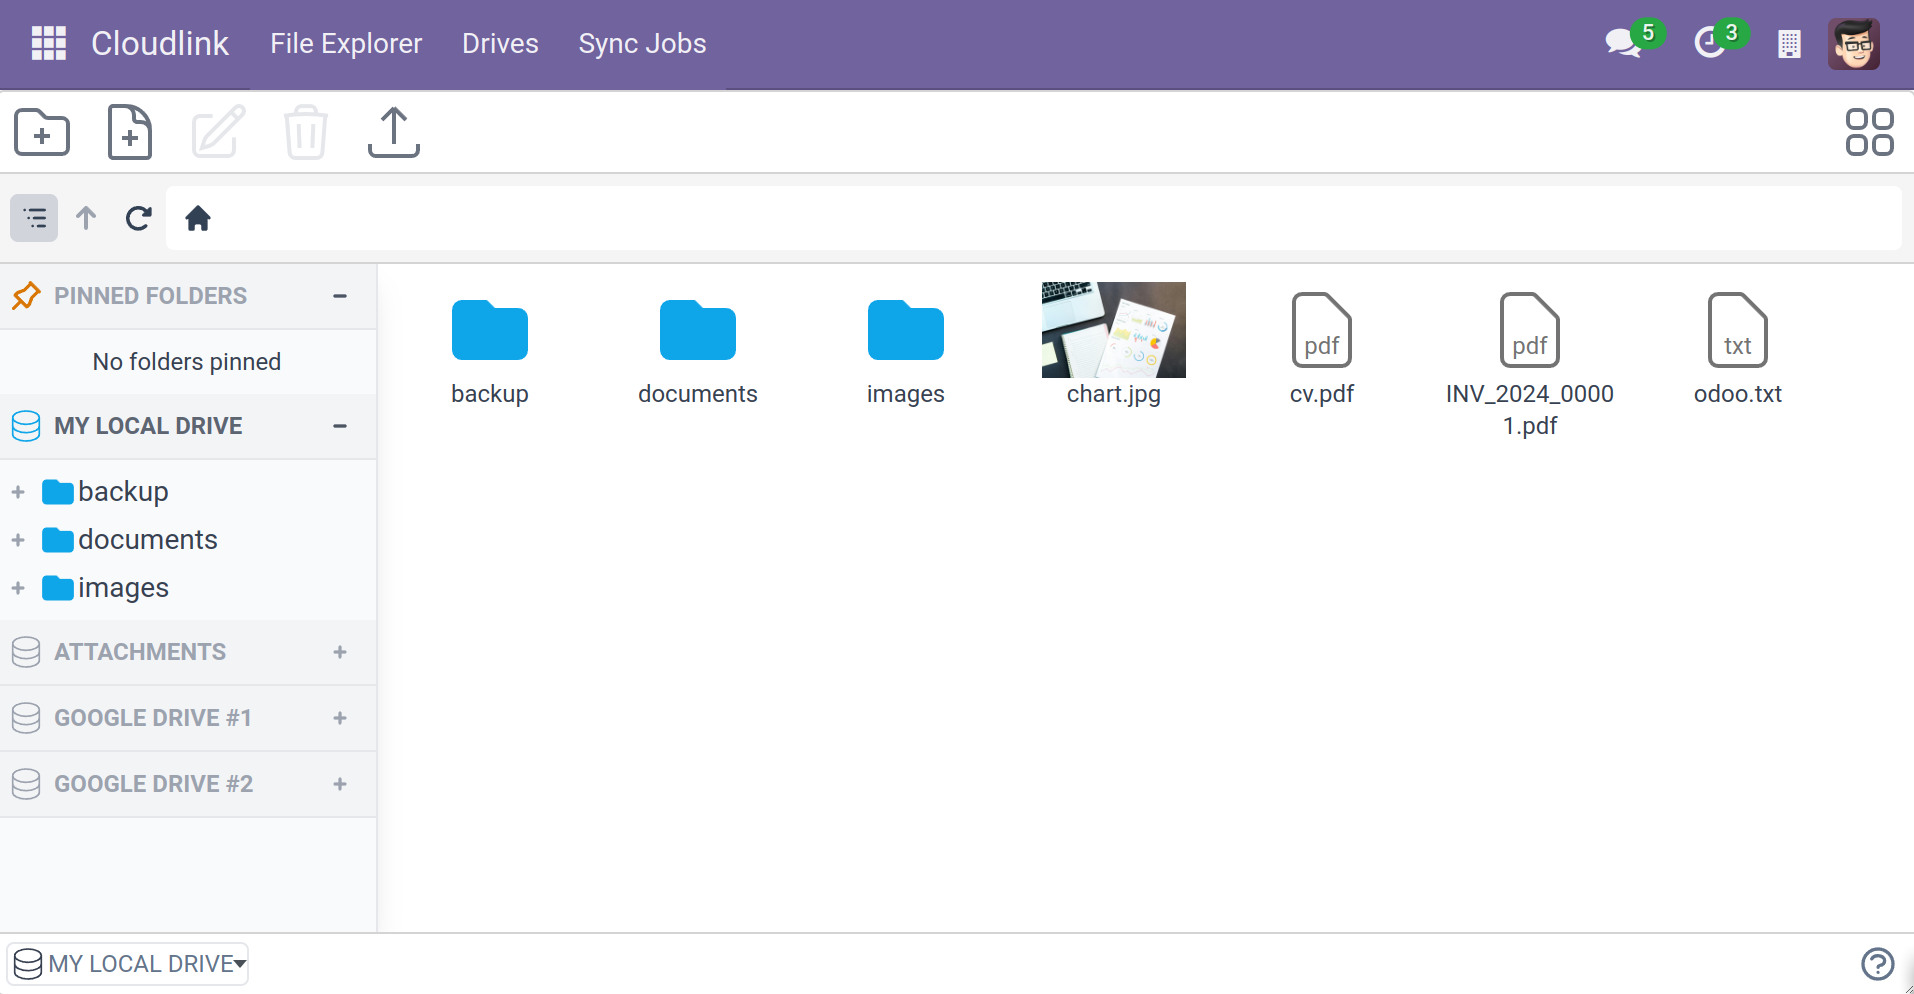 Cloudlink File Explorer Drives Sync Jobs 5 3
PINNED FOLDERS
No folders pinned
MY LOCAL DRIVE
backup
documents
images
ATTACHMENTS
GOOGLE DRIVE #1
GOOGLE DRIVE #2
backup
documents
images
chart.jpg
pdf
cv.pdf
pdf
INV_2024_0000
1.pdf
txt
odoo.txt
MY LOCAL DRIVE